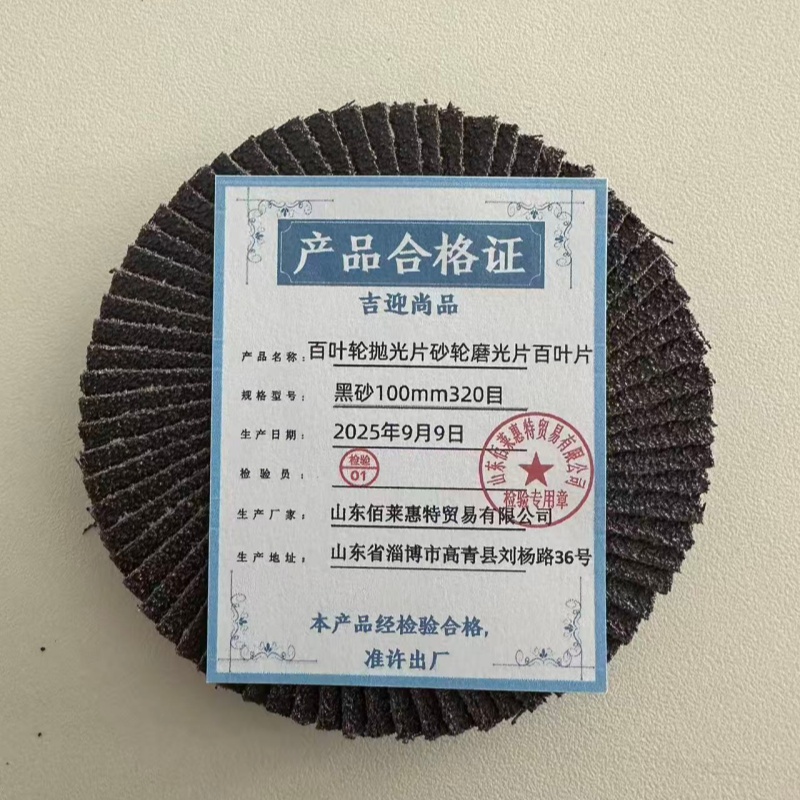 产品合格证
吉迎尚品
产品名称：百叶轮抛光片砂轮磨光片百叶片
规格型号：黑砂100mm320目
生产日期：2025年9月9日
检验员：检验01
生产厂家：山东佰莱惠特贸易有限公司
生产地址：山东省淄博市高青县刘杨路36号
山东佰莱惠特贸易有限公司
检验专用章
本产品经检验合格，
准许出厂